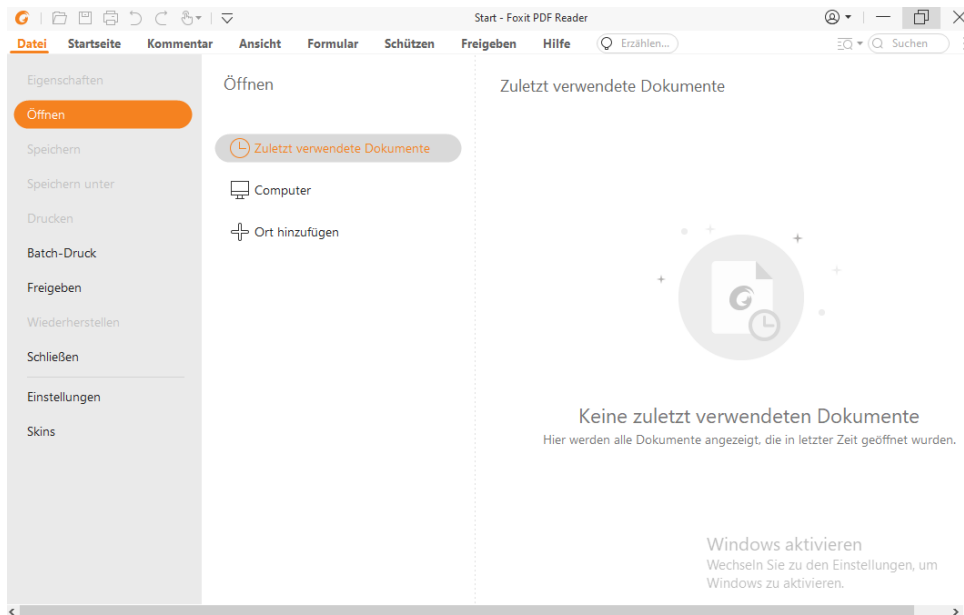 Start - Foxit PDF Reader
Datei Startseite Kommentar Ansicht Formular Schützen Freigeben Hilfe Erzählen... Suchen
Eigenschaften
Öffnen
Speichern
Speichern unter
Drucken
Batch-Druck
Freigeben
Wiederherstellen
Schließen
Einstellungen
Skins
Öffnen
Zuletzt verwendete Dokumente
Computer
Ort hinzufügen
Zuletzt verwendete Dokumente
Keine zuletzt verwendeten Dokumente
Hier werden alle Dokumente angezeigt, die in letzter Zeit geöffnet wurden.
Windows aktivieren
Wechseln Sie zu den Einstellungen, um
Windows zu aktivieren.